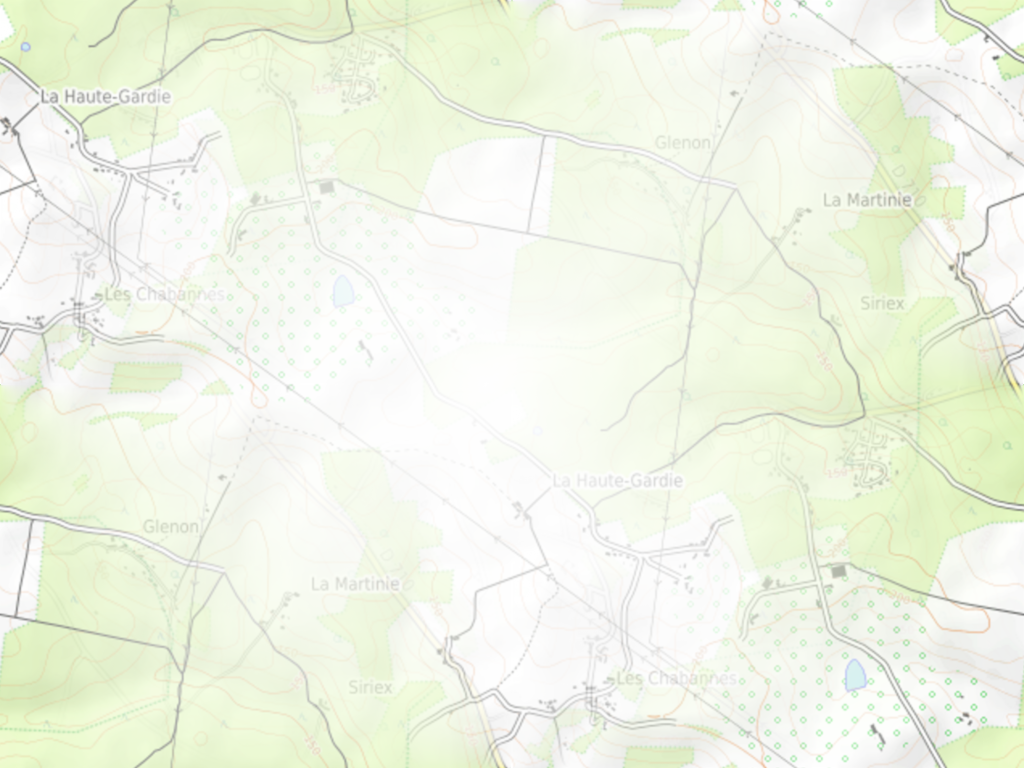 La Haute-Gardie
Glenon
La Martinie
Les Chabannes
Siriex
La Haute-Gardie
Glenon
La Martinie
Les Chabannes
Siriex